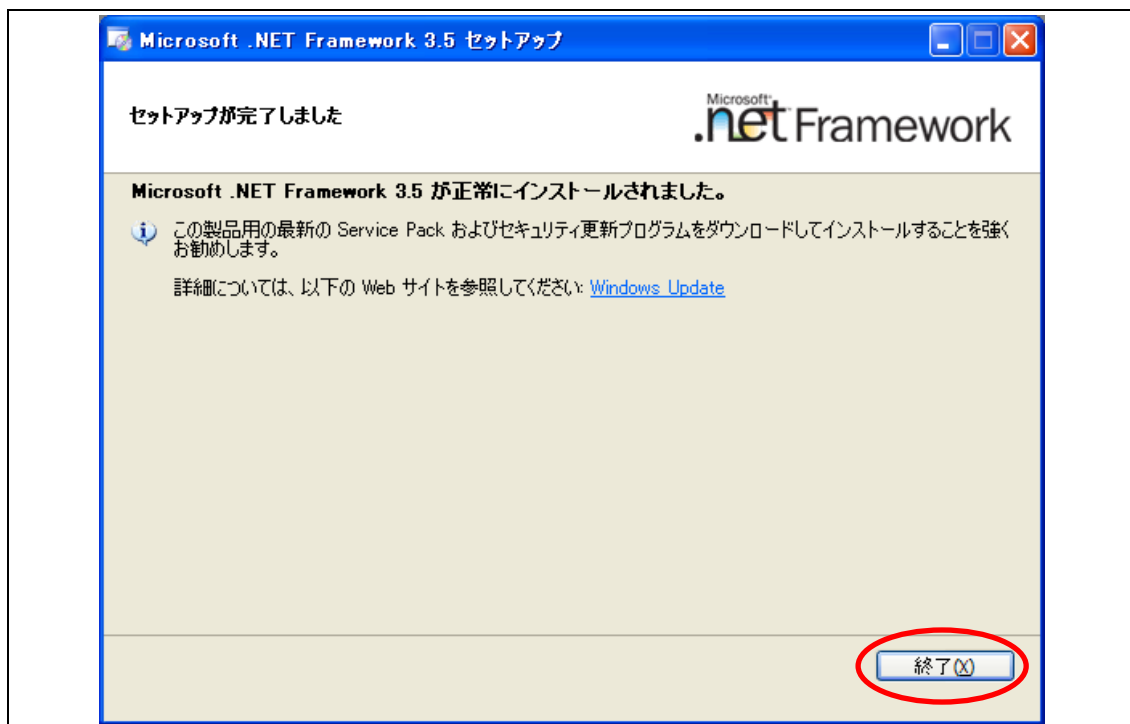 Microsoft .NET Framework 3.5 セットアップ
セットアップが完了しました
Microsoft
.net Framework
Microsoft .NET Framework 3.5 が正常にインストールされました。
この製品用の最新の Service Pack およびセキュリティ更新プログラムをダウンロードしてインストールすることを強く
お勧めします。
詳細については、以下の Web サイトを参照してください: Windows Update
終了(X)